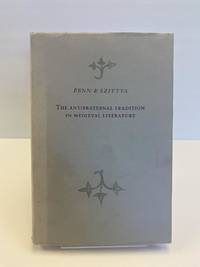 PENN R. SZITTYA
THE ANTIFRATERNAL TRADITION
IN MEDIEVAL LITERATURE